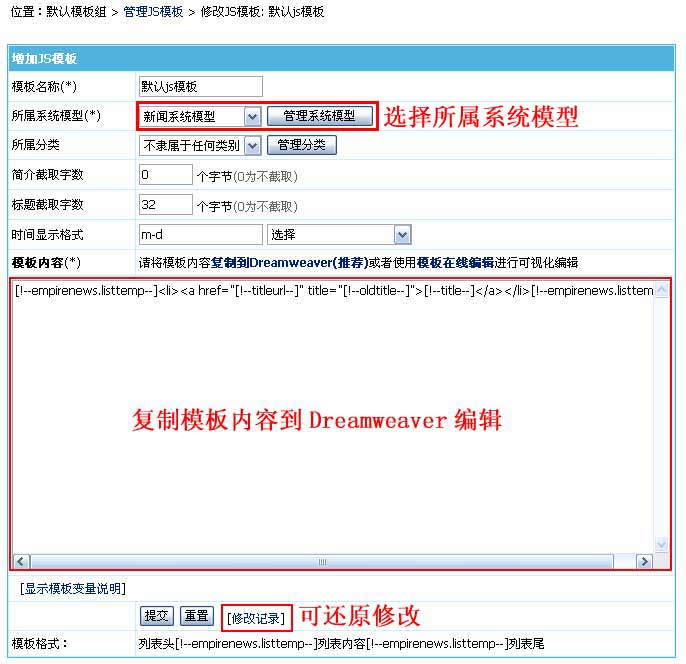 位置：默认模板组 > 管理JS模板 > 修改JS模板: 默认js模板
增加JS模板
模板名称(*) 默认js模板
所属系统模型(*) 新闻系统模型 管理系统模型 选择所属系统模型
所属分类 不隶属于任何类别 管理分类
简介截取字数 0 个字节(0为不截取)
标题截取字数 32 个字节(0为不截取)
时间显示格式 m-d 选择
模板内容(*) 请将模板内容复制到Dreamweaver(推荐)或者使用模板在线编辑进行可视化编辑
[!--empirenews.listtemp--]<li><a href="[!--titleurl--]" title="[!--oldtitle--]">[!--title--]</a></li>[!--empirenews.listtem
复制模板内容到 Dreamweaver 编辑
[显示模板变量说明]
提交 重置 [修改记录] 可还原修改
模板格式： 列表头[!--empirenews.listtemp--]列表内容[!--empirenews.listtemp--]列表尾